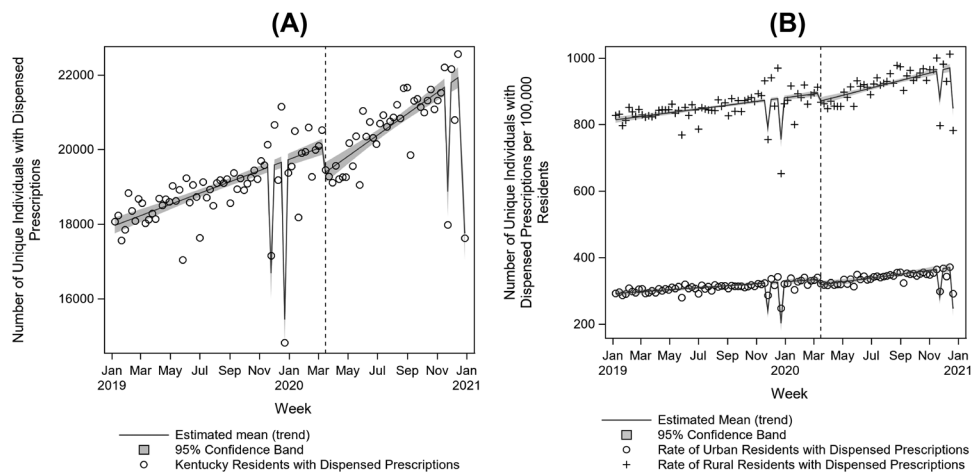 (A)
Number of Unique Individuals with Dispensed
Prescriptions
22000
20000
18000
16000
Jan Mar May Jul Sep Nov Jan Mar May Jul Sep Nov Jan
2019 2020 2021
Week
Estimated mean (trend)
95% Confidence Band
Kentucky Residents with Dispensed Prescriptions
(B)
Number of Unique Individuals with
Dispensed Prescriptions per 100,000
Residents
1000
800
600
400
200
Jan Mar May Jul Sep Nov Jan Mar May Jul Sep Nov Jan
2019 2020 2021
Week
Estimated Mean (trend)
95% Confidence Band
Rate of Urban Residents with Dispensed Prescriptions
Rate of Rural Residents with Dispensed Prescriptions